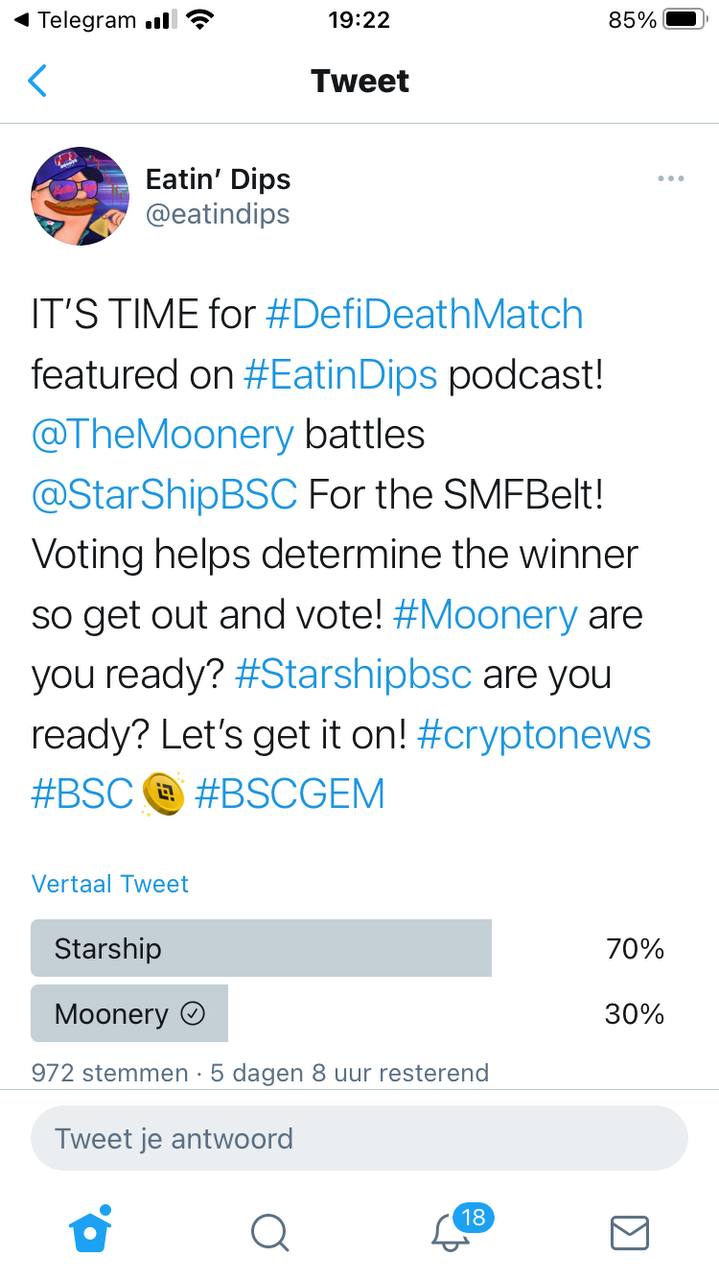 Telegram 19:22 85%
Tweet
Eatin’ Dips
@eatindips
IT’S TIME for #DefiDeathMatch
featured on #EatinDips podcast!
@TheMoonery battles
@StarShipBSC For the SMFBelt!
Voting helps determine the winner
so get out and vote! #Moonery are
you ready? #Starshipbsc are you
ready? Let’s get it on! #cryptonews
#BSC #BSCGEM
Vertaal Tweet
Starship 70%
Moonery 30%
972 stemmen · 5 dagen 8 uur resterend
Tweet je antwoord
18